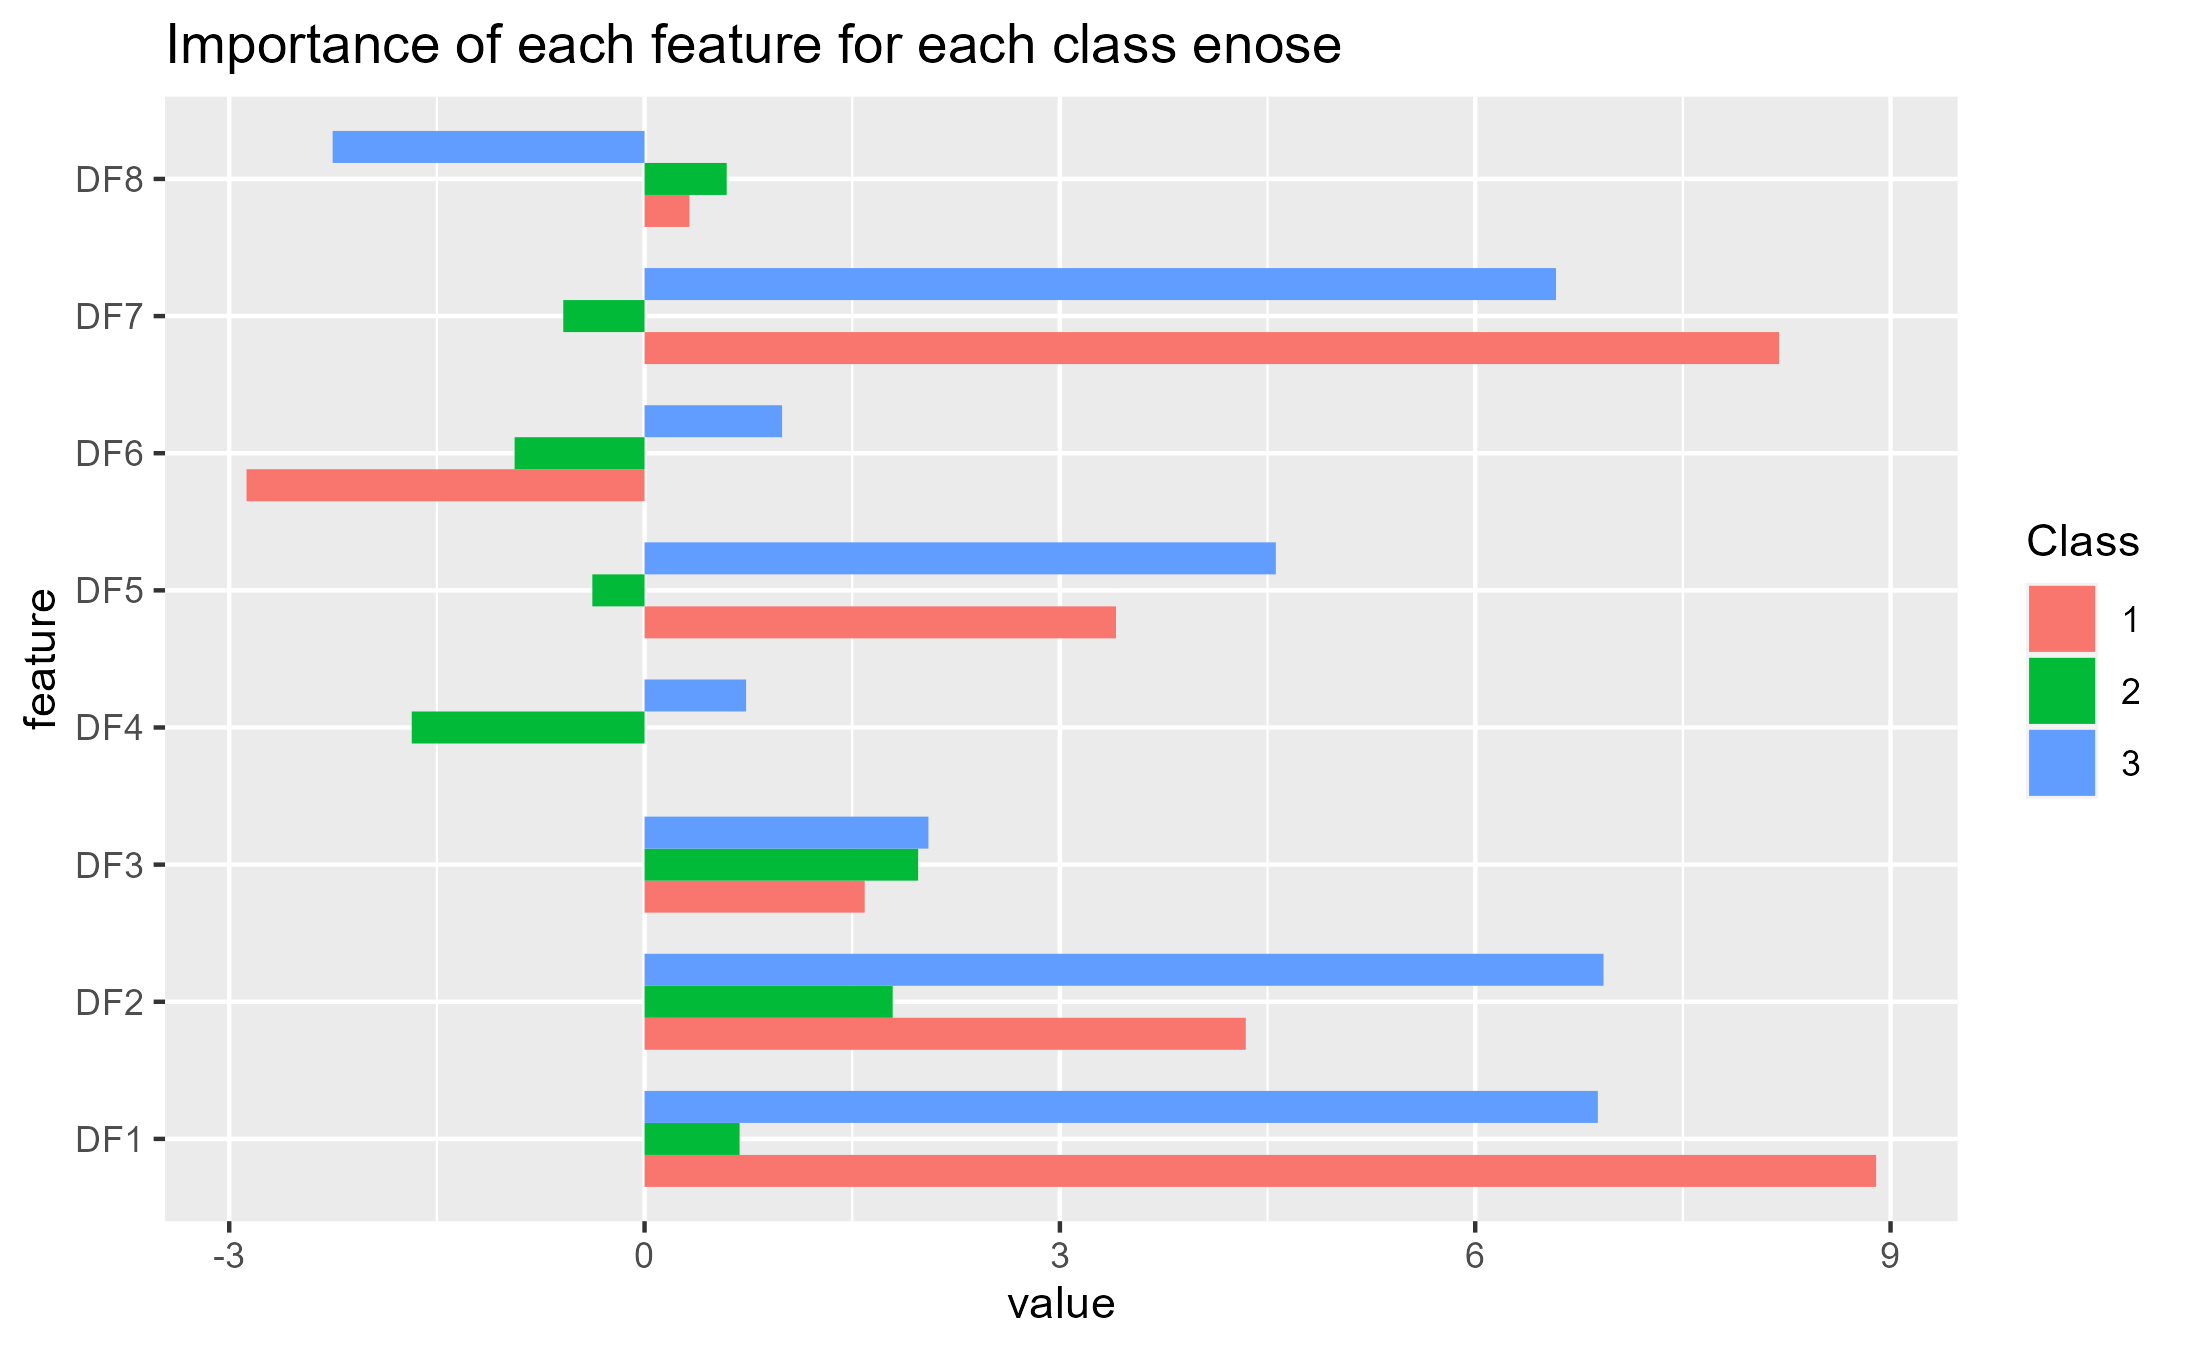 Importance of each feature for each class enose
feature
DF8
DF7
DF6
DF5
DF4
DF3
DF2
DF1
-3 0 3 6 9
value
Class
1
2
3